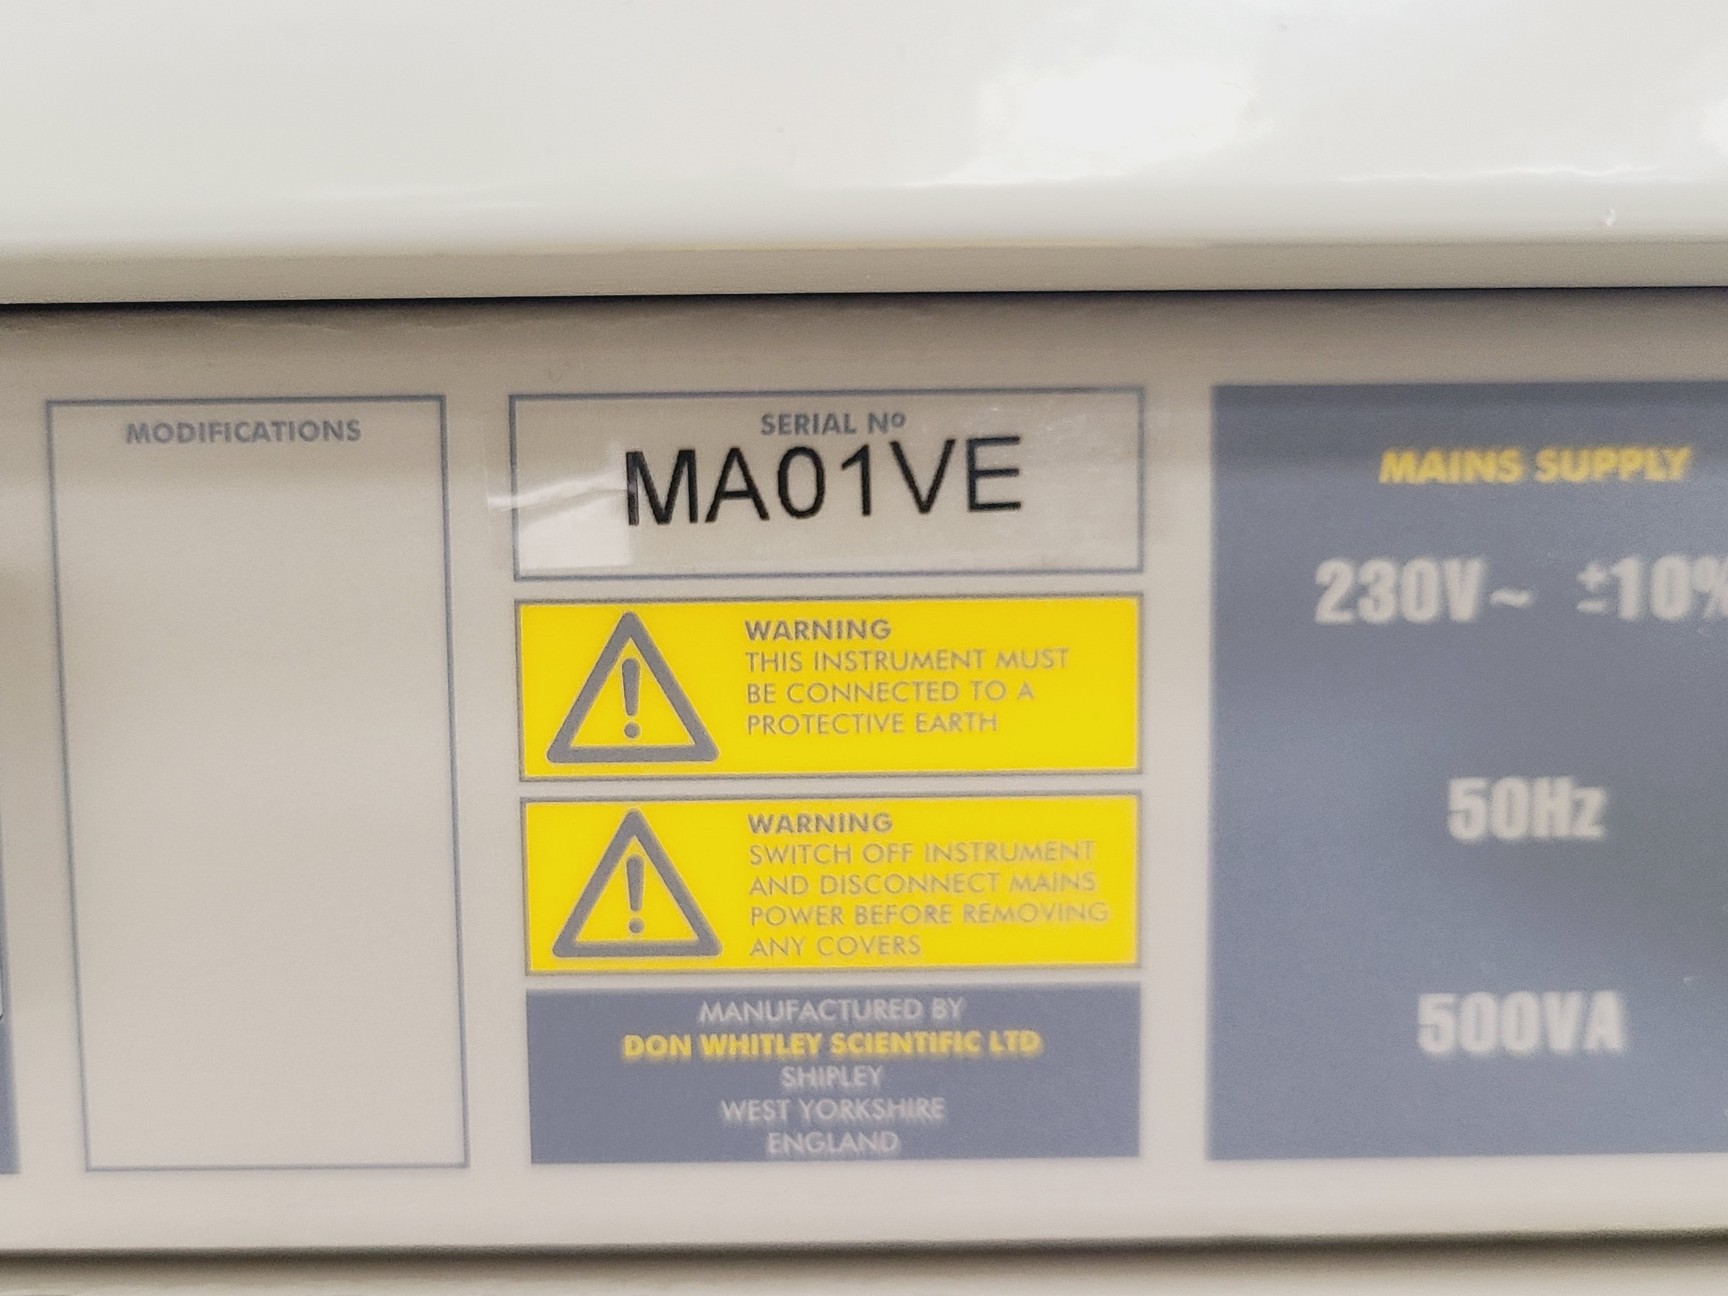 MODIFICATIONS
SERIAL Nº
MA01VE
WARNING
THIS INSTRUMENT MUST
BE CONNECTED TO A
PROTECTIVE EARTH
WARNING
SWITCH OFF INSTRUMENT
AND DISCONNECT MAINS
POWER BEFORE REMOVING
ANY COVERS
MANUFACTURED BY
DON WHITLEY SCIENTIFIC LTD
SHIPLEY
WEST YORKSHIRE
ENGLAND
MAINS SUPPLY
230V~ ±10%
50Hz
500VA